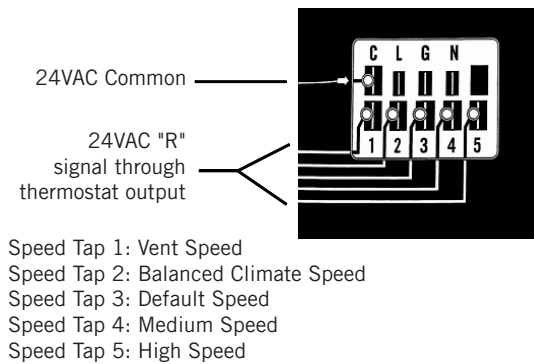 C L G N
24VAC Common
24VAC "R"
signal through
thermostat output
1 2 3 4 5
Speed Tap 1: Vent Speed
Speed Tap 2: Balanced Climate Speed
Speed Tap 3: Default Speed
Speed Tap 4: Medium Speed
Speed Tap 5: High Speed